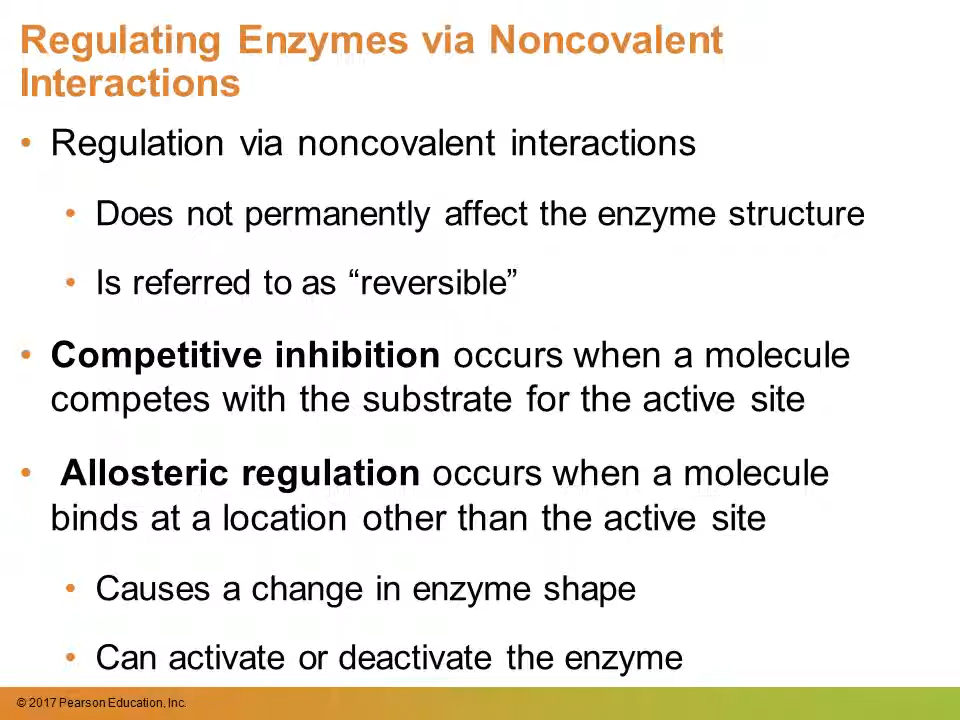 Regulating Enzymes via Noncovalent
Interactions
• Regulation via noncovalent interactions
• Does not permanently affect the enzyme structure
• Is referred to as “reversible”
• Competitive inhibition occurs when a molecule
competes with the substrate for the active site
• Allosteric regulation occurs when a molecule
binds at a location other than the active site
• Causes a change in enzyme shape
• Can activate or deactivate the enzyme
© 2017 Pearson Education, Inc.